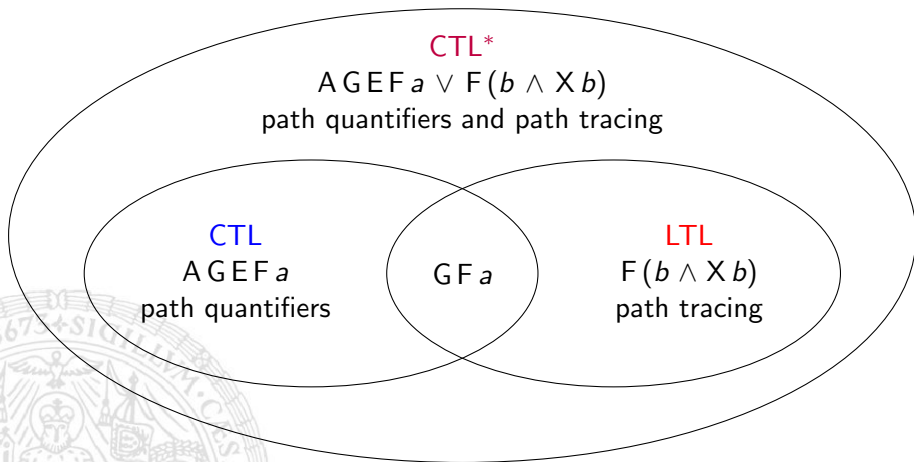 CTL*
A G E F a ∨ F (b ∧ X b)
path quantifiers and path tracing
CTL
A G E F a
path quantifiers
G F a
LTL
F (b ∧ X b)
path tracing